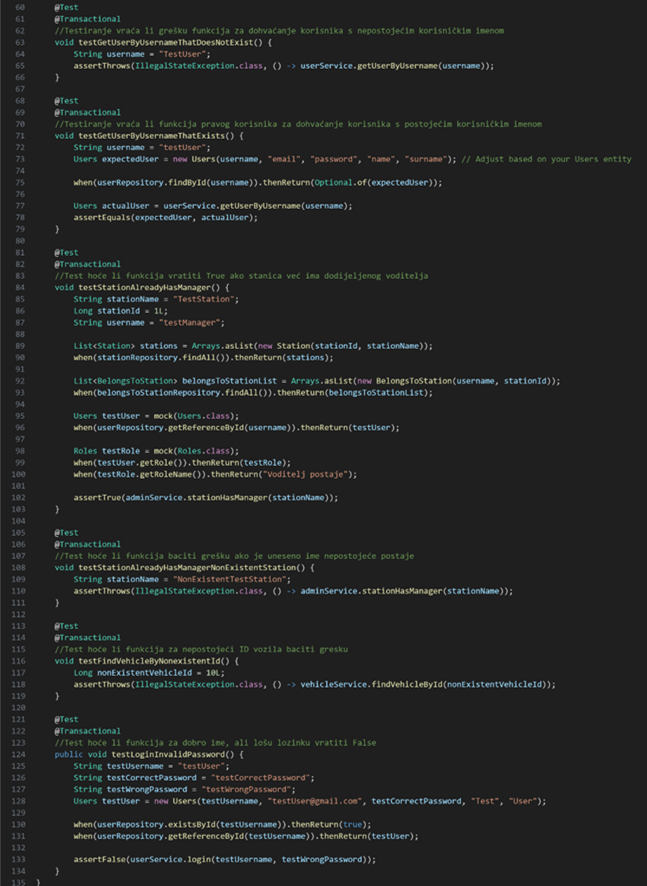 60 @Test
61 @Transactional
62 //Testiranje vraća li grešku funkcija za dohvaćanje korisnika s nepostojećim korisničkim imenom
63 void testGetUserByUsernameThatDoesNotExist() {
64 String username = "TestUser";
65 assertThrows(IllegalStateException.class, () -> userService.getUserByUsername(username));
66 }
67
68 @Test
69 @Transactional
70 //Testiranje vraća li funkcija pravog korisnika za dohvaćanje korisnika s postojećim korisničkim imenom
71 void testGetUserByUsernameThatExists() {
72 String username = "testUser";
73 Users expectedUser = new Users(username, "email", "password", "name", "surname"); // Adjust based on your Users entity
74
75 when(userRepository.findById(username)).thenReturn(Optional.of(expectedUser));
76
77 Users actualUser = userService.getUserByUsername(username);
78 assertEquals(expectedUser, actualUser);
79 }
80
81 @Test
82 @Transactional
83 //Test hoće li funkcija vratiti True ako stanica već ima dodijeljenog voditelja
84 void testStationAlreadyHasManager() {
85 String stationName = "TestStation";
86 Long stationId = 1L;
87 String username = "testManager";
88
89 List<Station> stations = Arrays.asList(new Station(stationId, stationName));
90 when(stationRepository.findAll()).thenReturn(stations);
91
92 List<BelongsToStation> belongsToStationList = Arrays.asList(new BelongsToStation(username, stationId));
93 when(belongsToStationRepository.findAll()).thenReturn(belongsToStationList);
94
95 Users testUser = mock(Users.class);
96 when(userRepository.getReferenceById(username)).thenReturn(testUser);
97
98 Roles testRole = mock(Roles.class);
99 when(testUser.getRole()).thenReturn(testRole);
100 when(testRole.getRoleName()).thenReturn("Voditelj postaje");
101
102 assertTrue(adminService.stationHasManager(stationName));
103 }
104
105 @Test
106 @Transactional
107 //Test hoće li funkcija baciti grešku ako je uneseno ime nepostojeće postaje
108 void testStationAlreadyHasManagerNonExistentStation() {
109 String stationName = "NonExistentTestStation";
110 assertThrows(IllegalStateException.class, () -> adminService.stationHasManager(stationName));
111 }
112
113 @Test
114 @Transactional
115 //Test hoće li funkcija za nepostojeći ID vozila baciti gresku
116 void testFindVehicleByNonexistentId() {
117 Long nonExistentVehicleId = 10L;
118 assertThrows(IllegalStateException.class, () -> vehicleService.findVehicleById(nonExistentVehicleId));
119 }
120
121 @Test
122 @Transactional
123 //Test hoće li funkcija za dobro ime, ali lošu lozinku vratiti False
124 public void testLoginInvalidPassword() {
125 String testUsername = "testUser";
126 String testCorrectPassword = "testCorrectPassword";
127 String testWrongPassword = "testWrongPassword";
128 Users testUser = new Users(testUsername, "testUser@gmail.com", testCorrectPassword, "Test", "User");
129
130 when(userRepository.existsById(testUsername)).thenReturn(true);
131 when(userRepository.getReferenceById(testUsername)).thenReturn(testUser);
132
133 assertFalse(userService.login(testUsername, testWrongPassword));
134 }
135 }